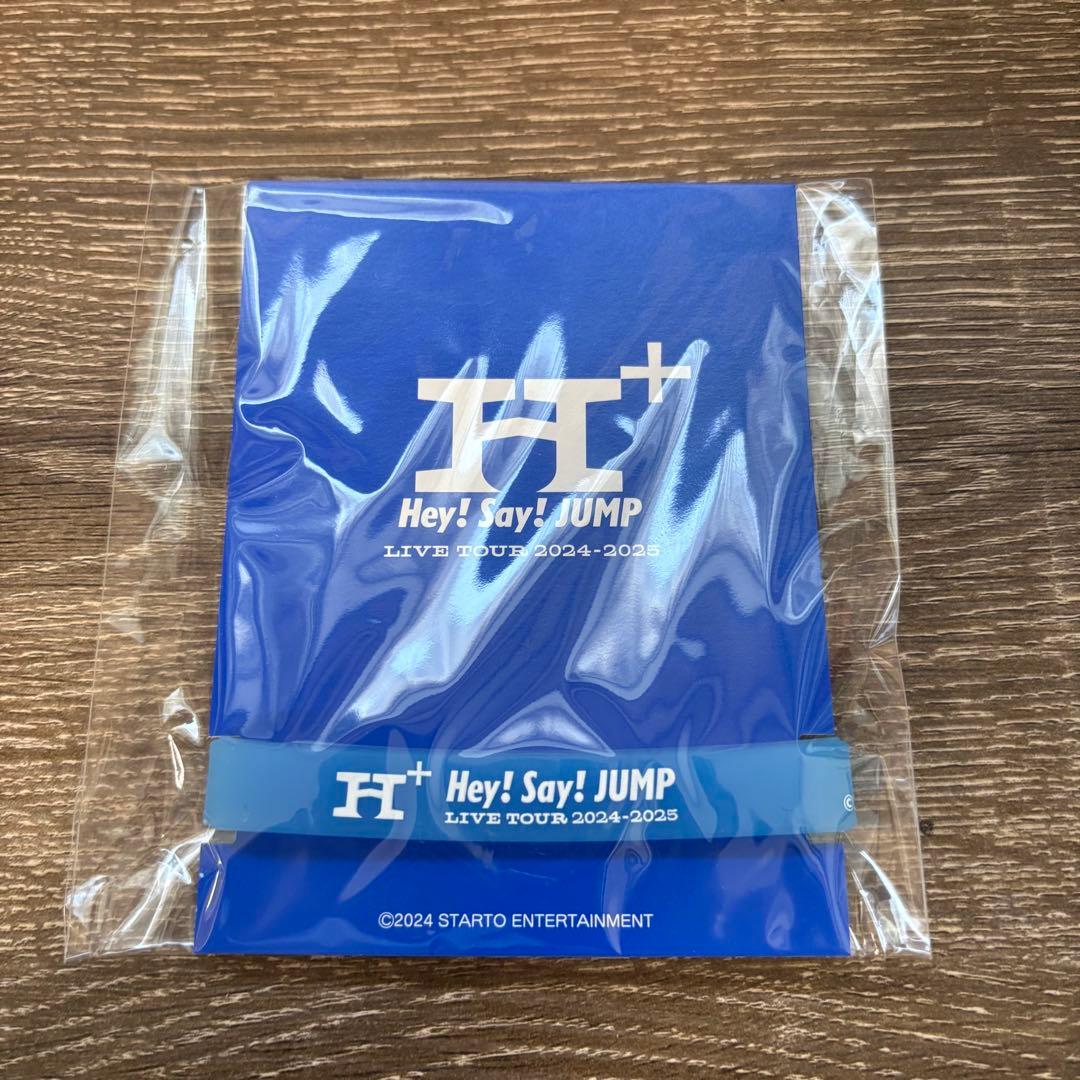 H+
Hey! Say! JUMP
LIVE TOUR 2024-2025
H+ Hey! Say! JUMP
LIVE TOUR 2024-2025
©
©2024 STARTO ENTERTAINMENT